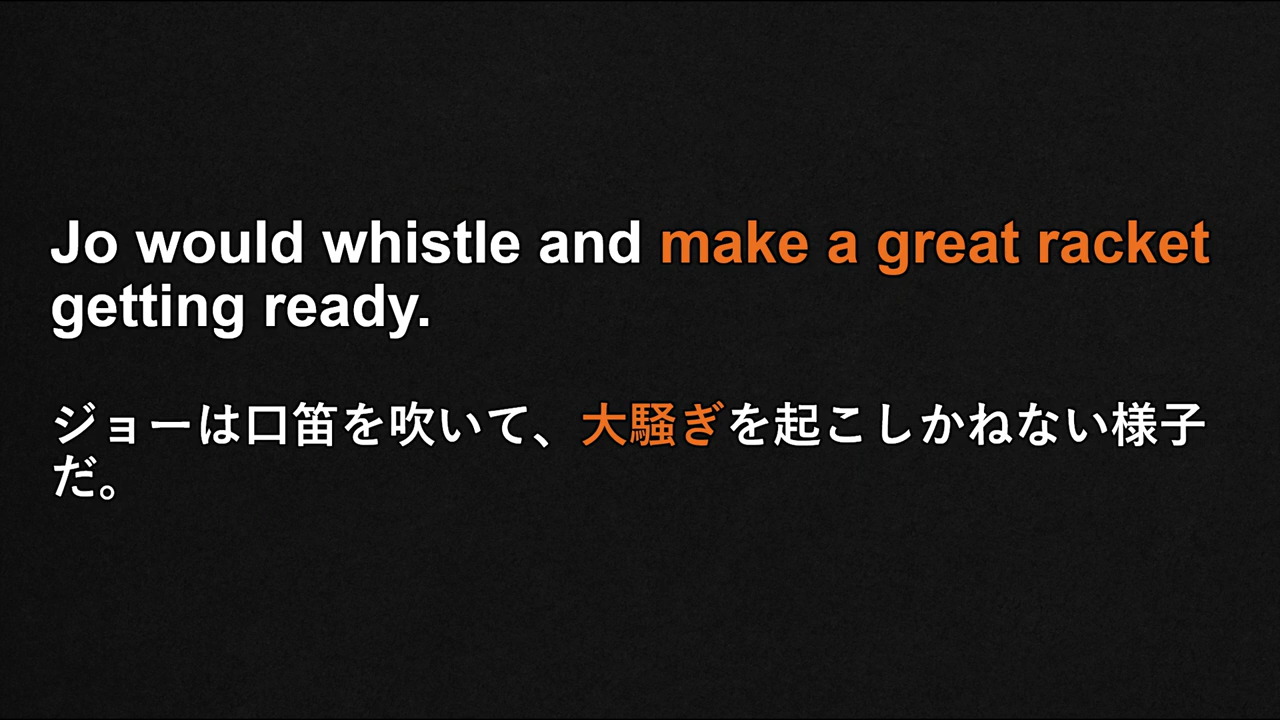 Jo would whistle and make a great racket
getting ready.
ジョーは口笛を吹いて、大騒ぎを起こしかねない様子
だ。